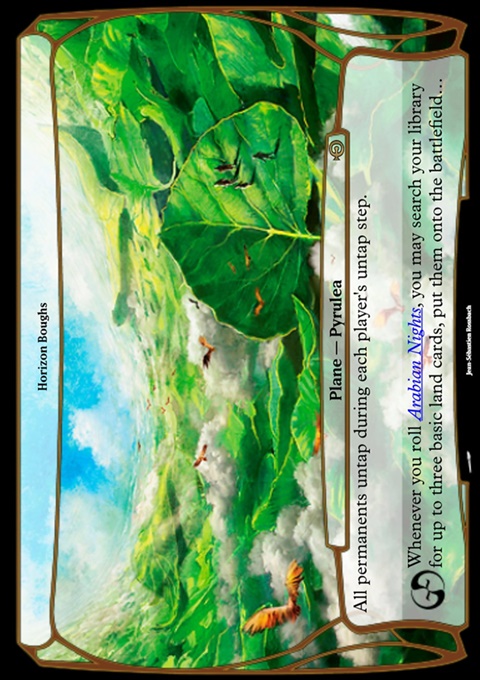 Horizon Boughs
Plane — Pyrulea
All permanents untap during each player's untap step.
Whenever you roll Arabian Nights, you may search your library
for up to three basic land cards, put them onto the battlefield...
Jean-Sébastien Rossbach